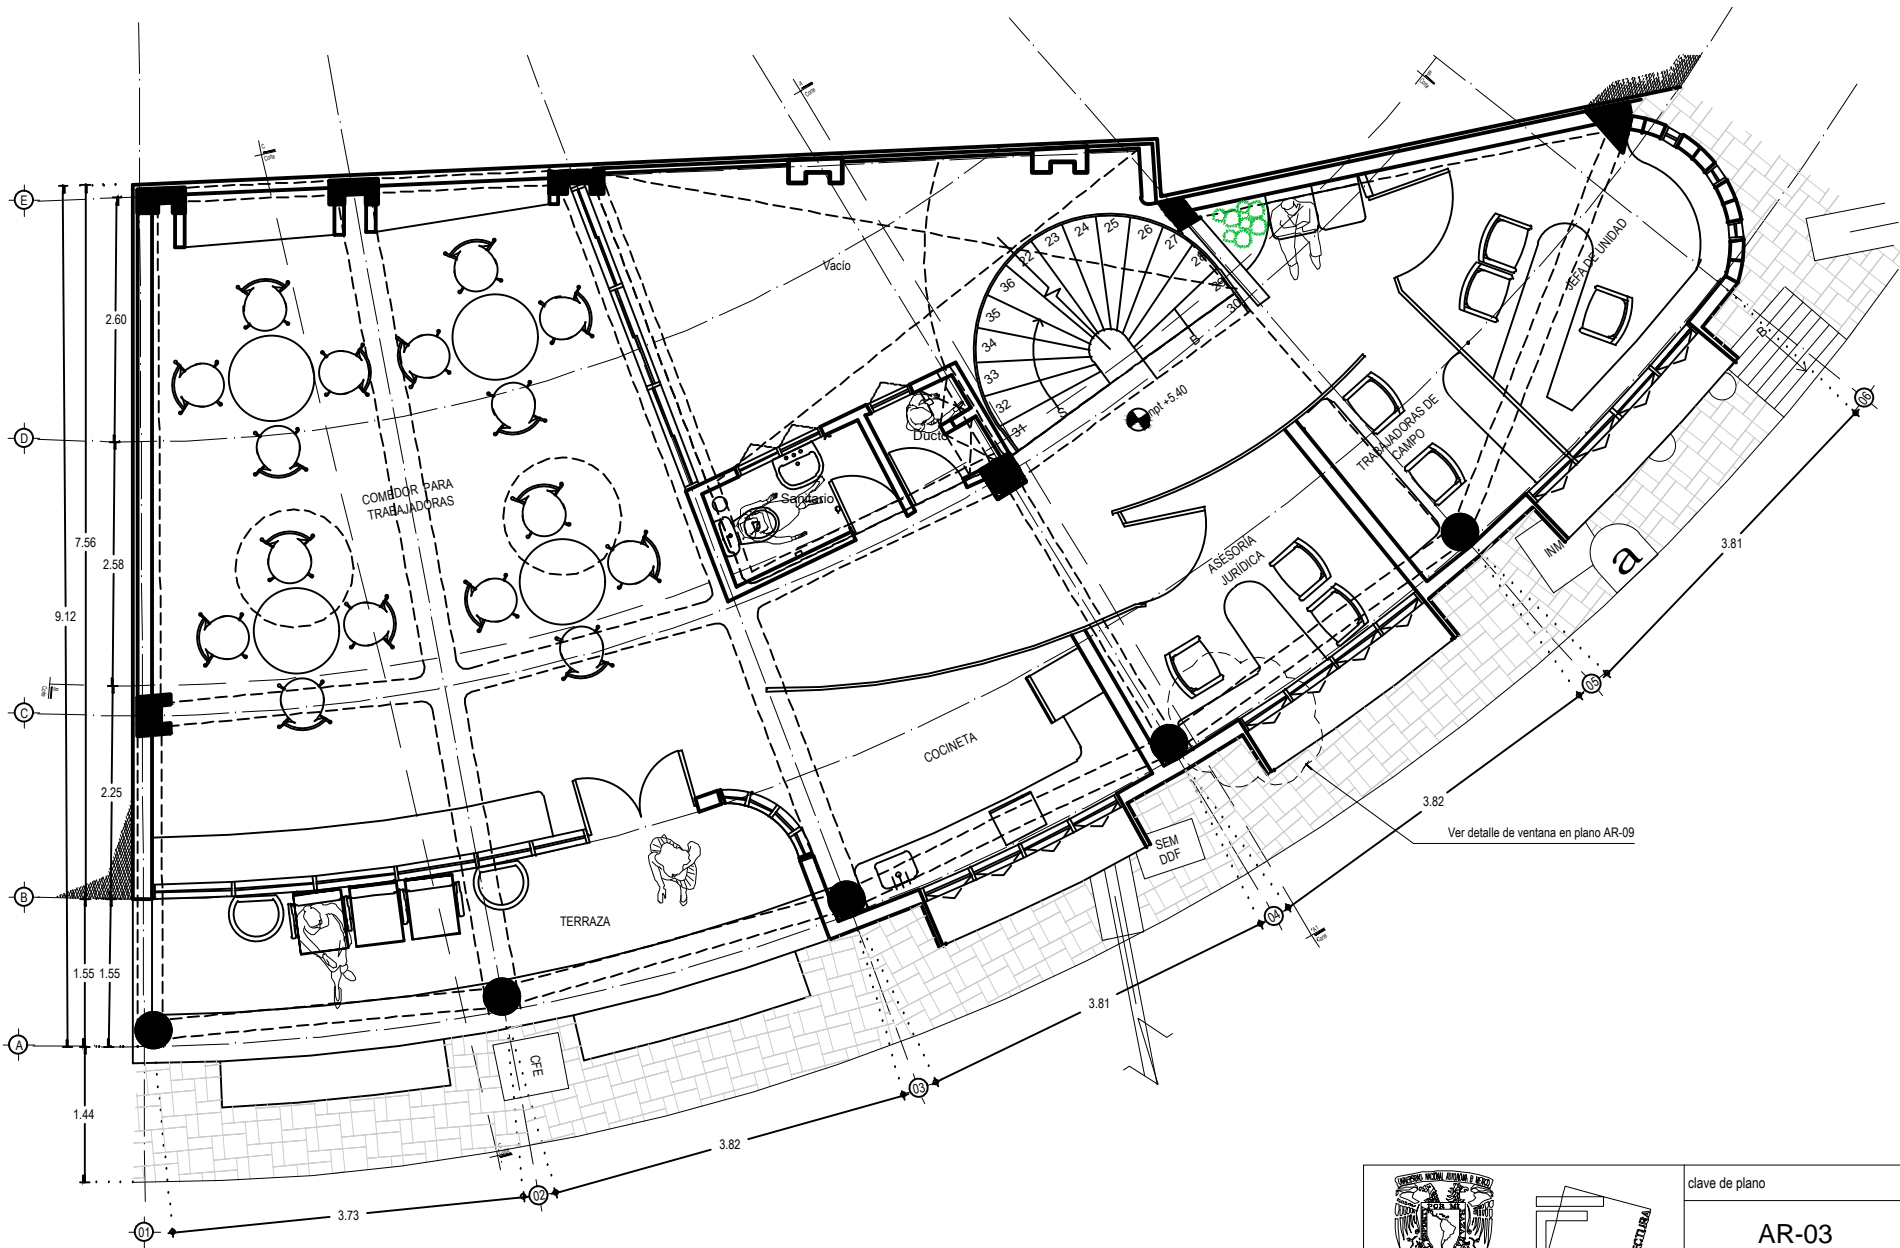 E
D
C
B
A
2.60
7.56
2.58
9.12
2.25
1.55
1.55
1.44
COMEDOR PARA
TRABAJADORAS
Vacío
Ducto
Sanitario
22
23
24
25
26
27
28
29
30
36
35
34
33
32
31
S
B
npt +5.40
JEFA DE UNIDAD
TRABAJADORAS DE
CAMPO
ASESORÍA
JURÍDICA
COCINETA
TERRAZA
INM
a
B
SEM
DDF
CFE
Ver detalle de ventana en plano AR-09
3.73
3.82
3.81
3.82
3.81
01
02
03
04
05
06
clave de plano
AR-03
POR MI